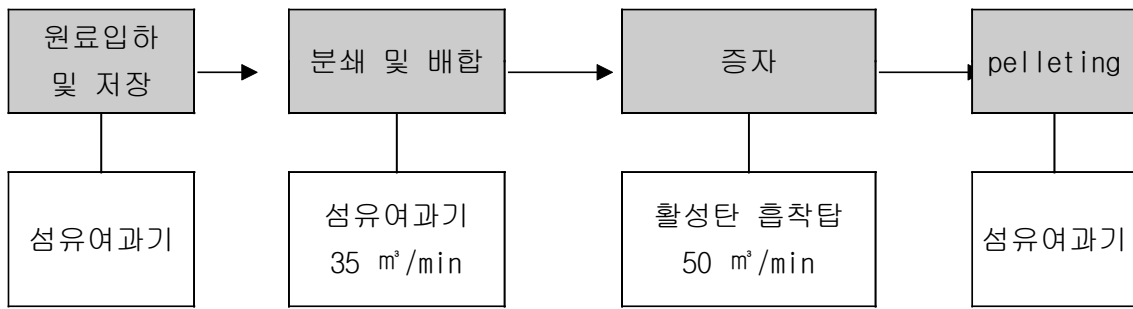 원료입하
및 저장
분쇄 및 배합
증자
pelleting
섬유여과기
섬유여과기
35 ㎥/min
활성탄 흡착탑
50 ㎥/min
섬유여과기